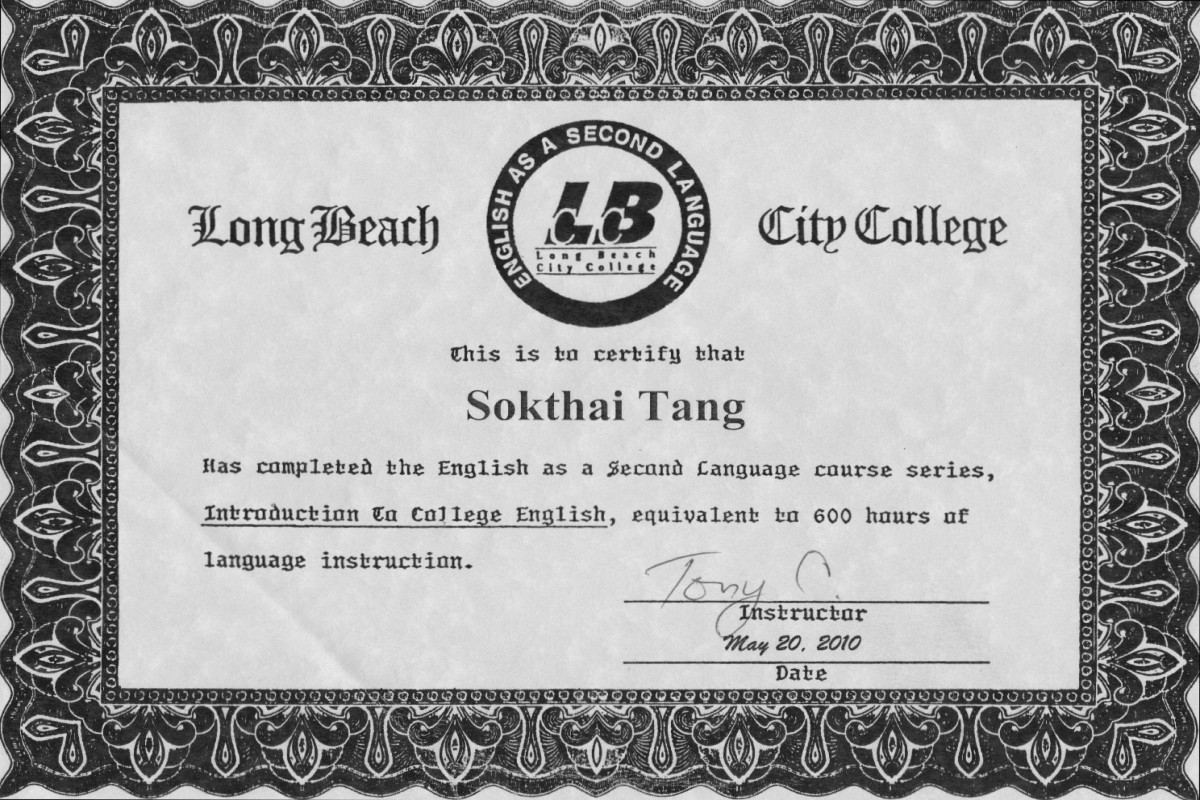 Long Beach City College
ENGLISH AS A SECOND LANGUAGE
LBCC
Long Beach
City College
This is to certify that
Sokthai Tang
Has completed the English as a Second Language course series,
Introduction To College English, equivalent to 600 hours of
language instruction.
Tony C.
Instructor
May 20, 2010
Date